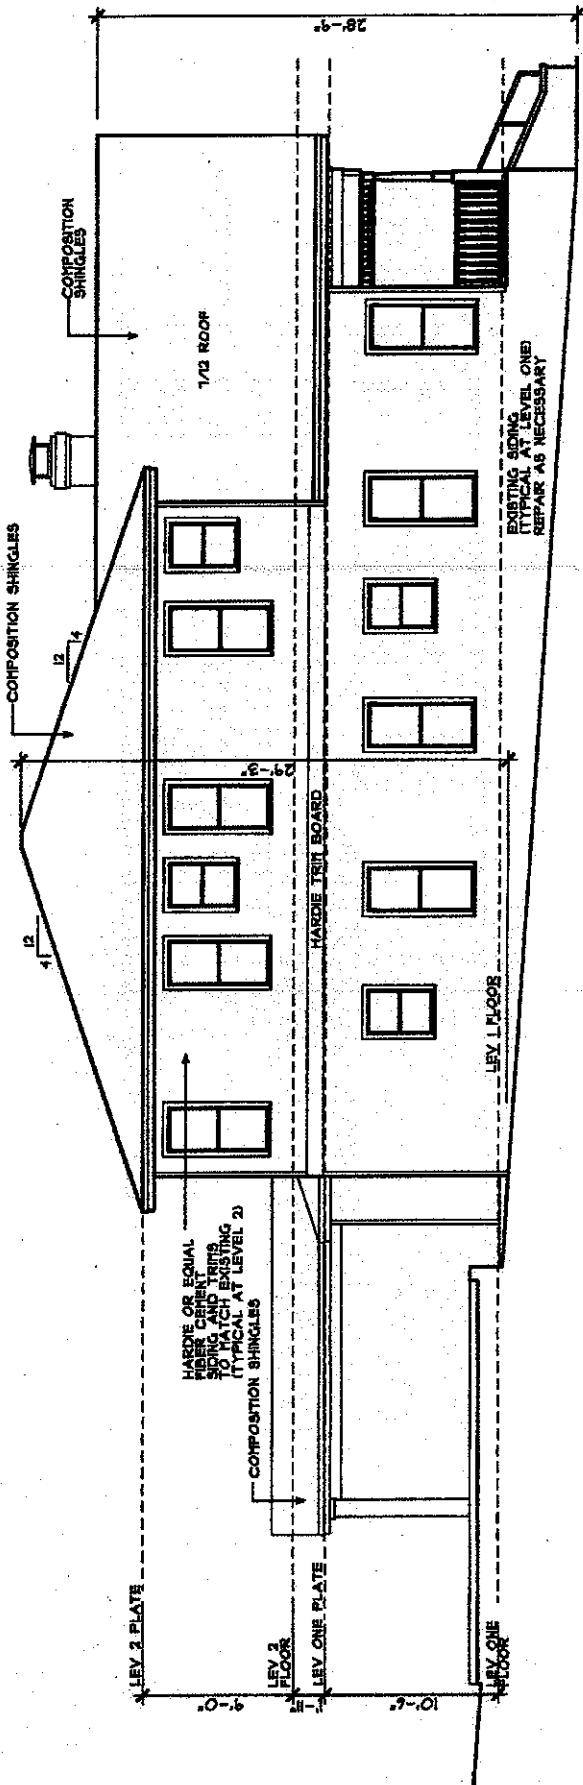 28'-9"
COMPOSITION
SHINGLES
7/12 ROOF
COMPOSITION SHINGLES
12
4
12
4
29'-3"
HARDIE TRIM BOARD
EXISTING SIDING
(TYPICAL AT LEVEL ONE)
REPAIR AS NECESSARY
LEV 1 FLOOR
HARDIE OR EQUAL
FIBER CEMENT
SIDING AND TRIMS
TO MATCH EXISTING
(TYPICAL AT LEVEL 2)
COMPOSITION SHINGLES
LEV 2 PLATE
LEV 2
FLOOR
LEV ONE PLATE
LEV ONE
FLOOR
9'-0"
1'-11"
10'-6"